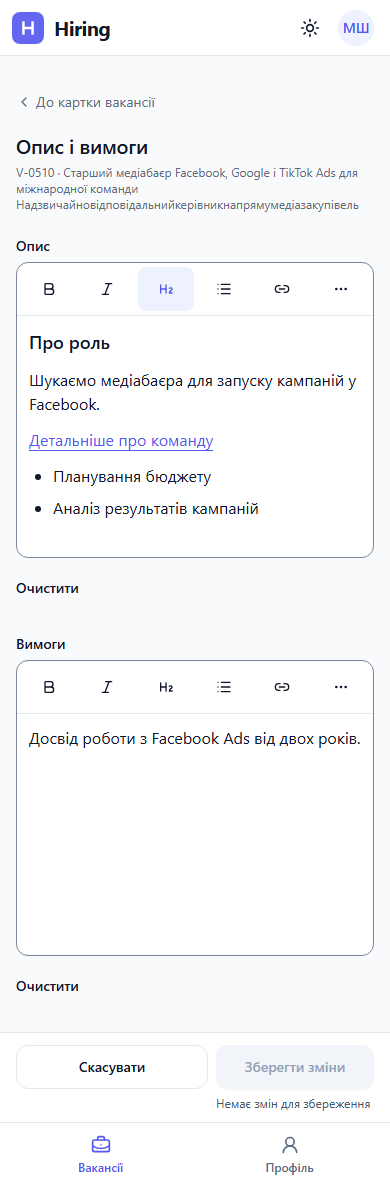 H Hiring МШ
До картки вакансії
Опис і вимоги
V-0510 · Старший медіабаєр Facebook, Google і TikTok Ads для
міжнародної команди
Надзвичайновідповідальнийкерівникнапрямумедіазакупівель
Опис
B I H2
Про роль
Шукаємо медіабаєра для запуску кампаній у
Facebook.
Детальніше про команду
• Планування бюджету
• Аналіз результатів кампаній
Очистити
Вимоги
B I H2
Досвід роботи з Facebook Ads від двох років.
Очистити
Скасувати Зберегти зміни
Немає змін для збереження
Вакансії Профіль